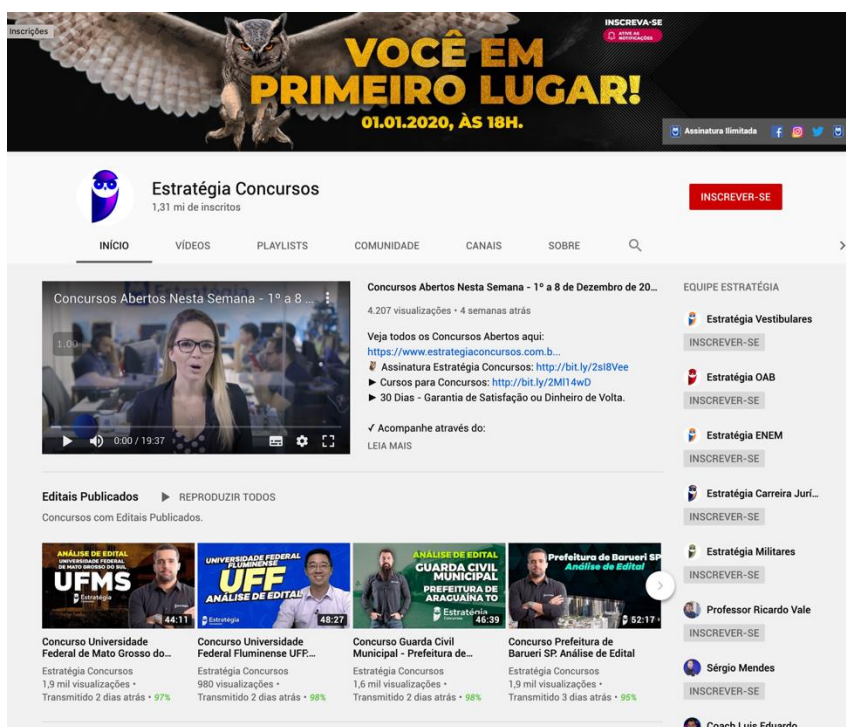 Inscrições
INSCREVA-SE
ATIVE AS
NOTIFICAÇÕES
VOCÊ EM
PRIMEIRO LUGAR!
01.01.2020, ÀS 18H.
Assinatura Ilimitada
Estratégia Concursos
1,31 mi de inscritos
INSCREVER-SE
INÍCIO VÍDEOS PLAYLISTS COMUNIDADE CANAIS SOBRE
Concursos Abertos Nesta Semana - 1º a 8 ...
1.00
0:00 / 19:37
Concursos Abertos Nesta Semana - 1º a 8 de Dezembro de 20...
4.207 visualizações • 4 semanas atrás
Veja todos os Concursos Abertos aqui:
https://www.estrategiaconcursos.com.b...
Assinatura Estratégia Concursos: http://bit.ly/2sI8Vee
► Cursos para Concursos: http://bit.ly/2Ml14wD
► 30 Dias - Garantia de Satisfação ou Dinheiro de Volta.
✓ Acompanhe através do:
LEIA MAIS
EQUIPE ESTRATÉGIA
Estratégia Vestibulares
INSCREVER-SE
Estratégia OAB
INSCREVER-SE
Estratégia ENEM
INSCREVER-SE
Estratégia Carreira Jurí...
INSCREVER-SE
Estratégia Militares
INSCREVER-SE
Professor Ricardo Vale
INSCREVER-SE
Sérgio Mendes
INSCREVER-SE
Coach Luis Eduardo
Editais Publicados ► REPRODUZIR TODOS
Concursos com Editais Publicados.
ANÁLISE DE EDITAL
UNIVERSIDADE FEDERAL
DE MATO GROSSO DO SUL
UFMS
Estratégia
44:11
Concurso Universidade
Federal de Mato Grosso do...
Estratégia Concursos
1,9 mil visualizações •
Transmitido 2 dias atrás • 97%
UNIVERSIDADE FEDERAL
FLUMINENSE
UFF
ANÁLISE DE EDITAL
Estratégia
48:27
Concurso Universidade
Federal Fluminense UFF:...
Estratégia Concursos
980 visualizações •
Transmitido 2 dias atrás • 98%
ANÁLISE DE EDITAL
GUARDA CIVIL
MUNICIPAL
PREFEITURA DE
ARAGUAÍNA TO
Estratégia
46:39
Concurso Guarda Civil
Municipal - Prefeitura de...
Estratégia Concursos
1,6 mil visualizações •
Transmitido 2 dias atrás • 98%
Prefeitura de Barueri SP
Análise de Edital
52:17
Concurso Prefeitura de
Barueri SP. Análise de Edital
Estratégia Concursos
1,9 mil visualizações •
Transmitido 3 dias atrás • 95%